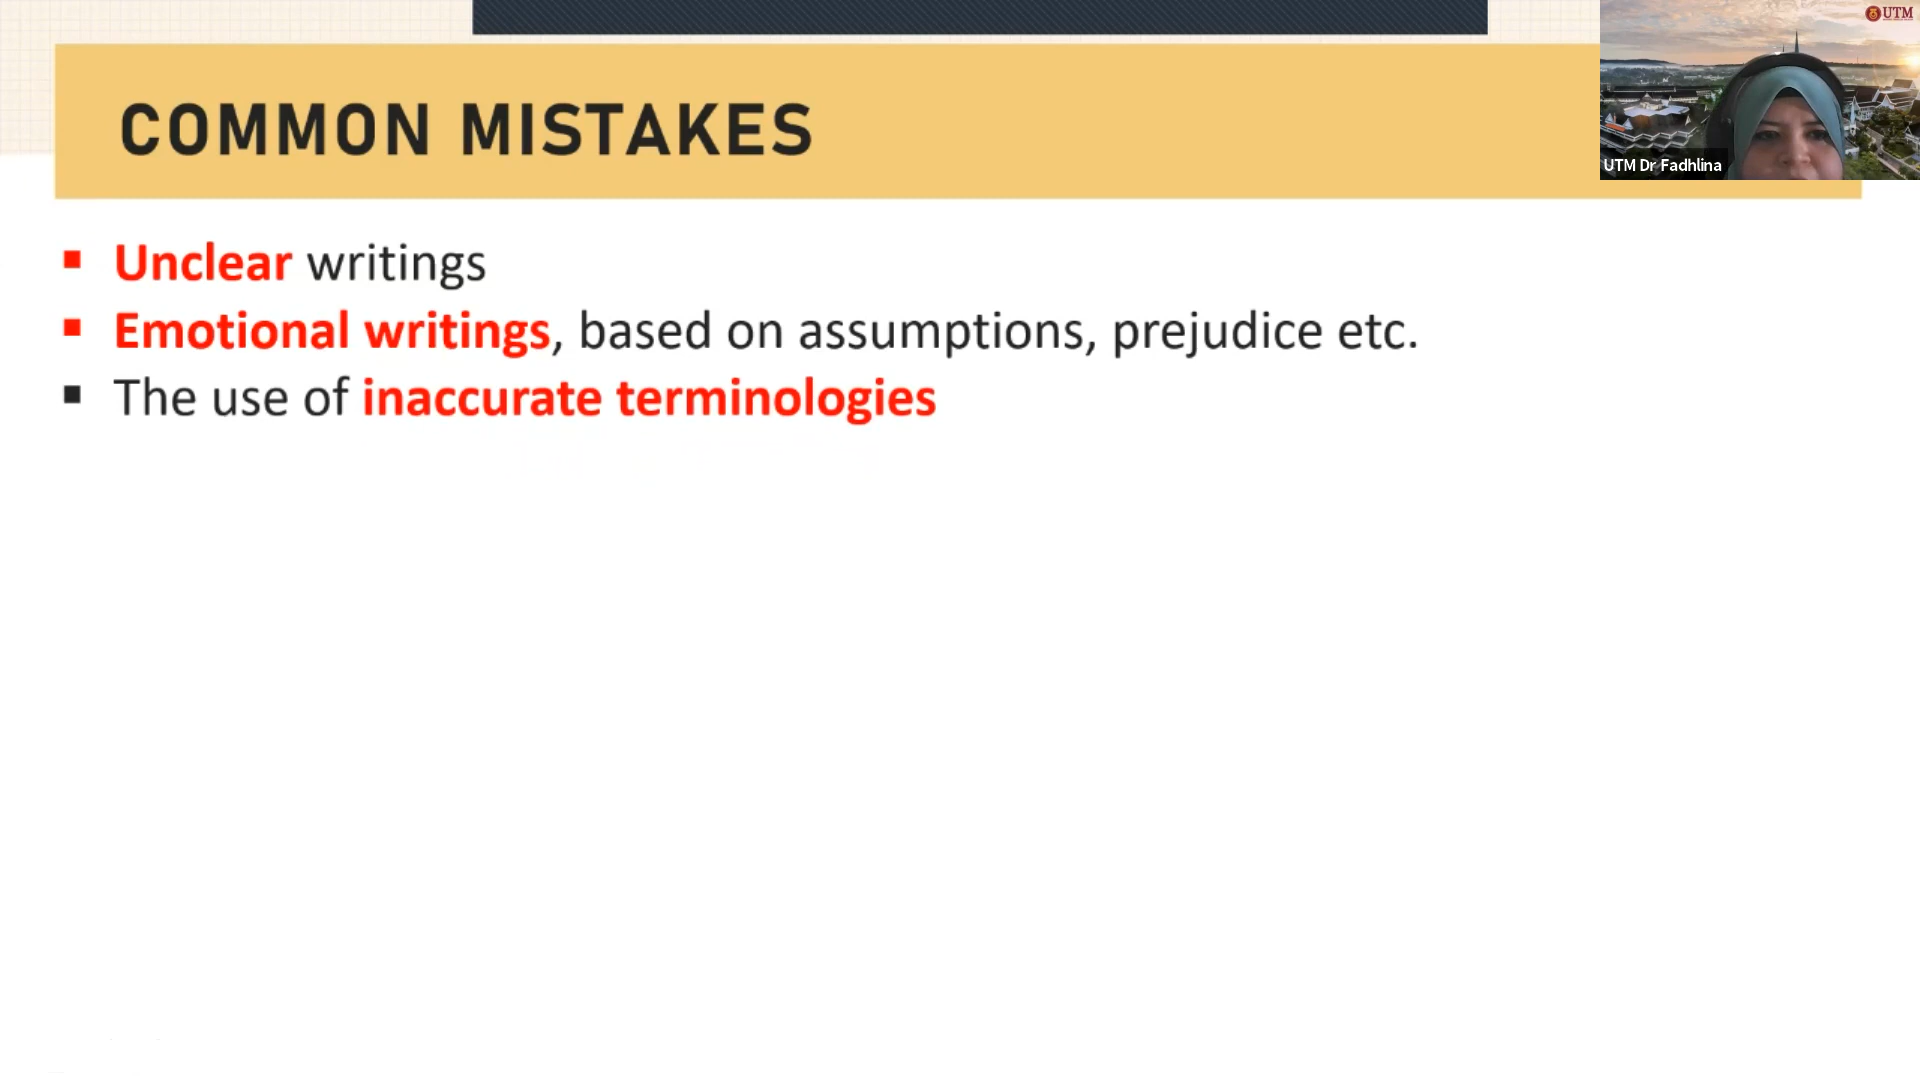 UTM
COMMON MISTAKES
UTM Dr Fadhlina
Unclear writings
Emotional writings, based on assumptions, prejudice etc.
The use of inaccurate terminologies